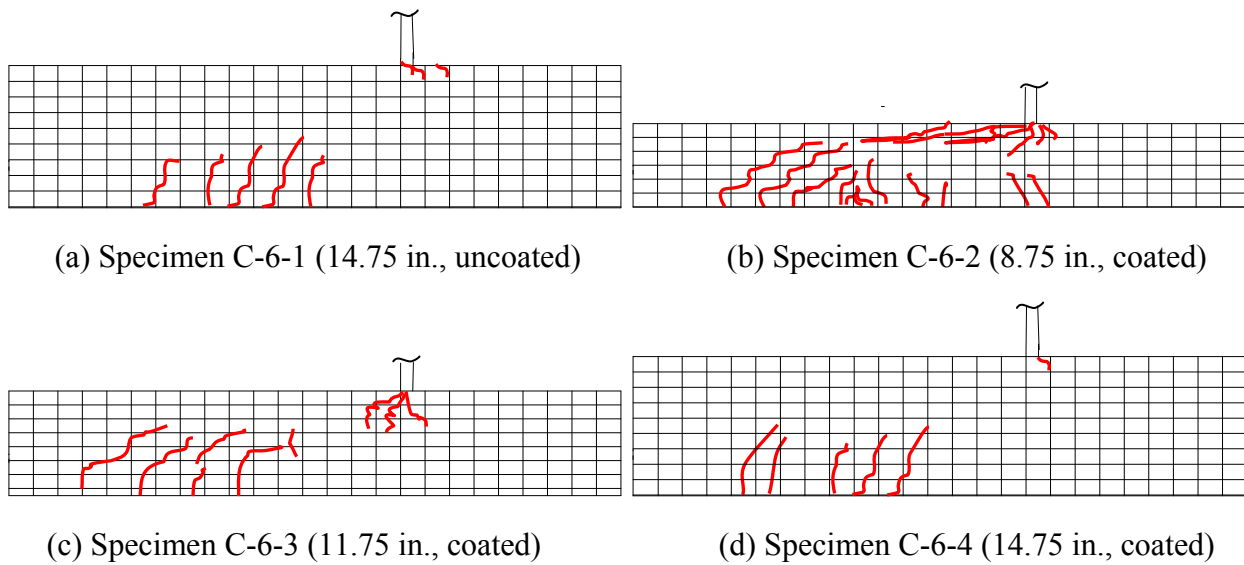 (a) Specimen C-6-1 (14.75 in., uncoated)
(b) Specimen C-6-2 (8.75 in., coated)
(c) Specimen C-6-3 (11.75 in., coated)
(d) Specimen C-6-4 (14.75 in., coated)